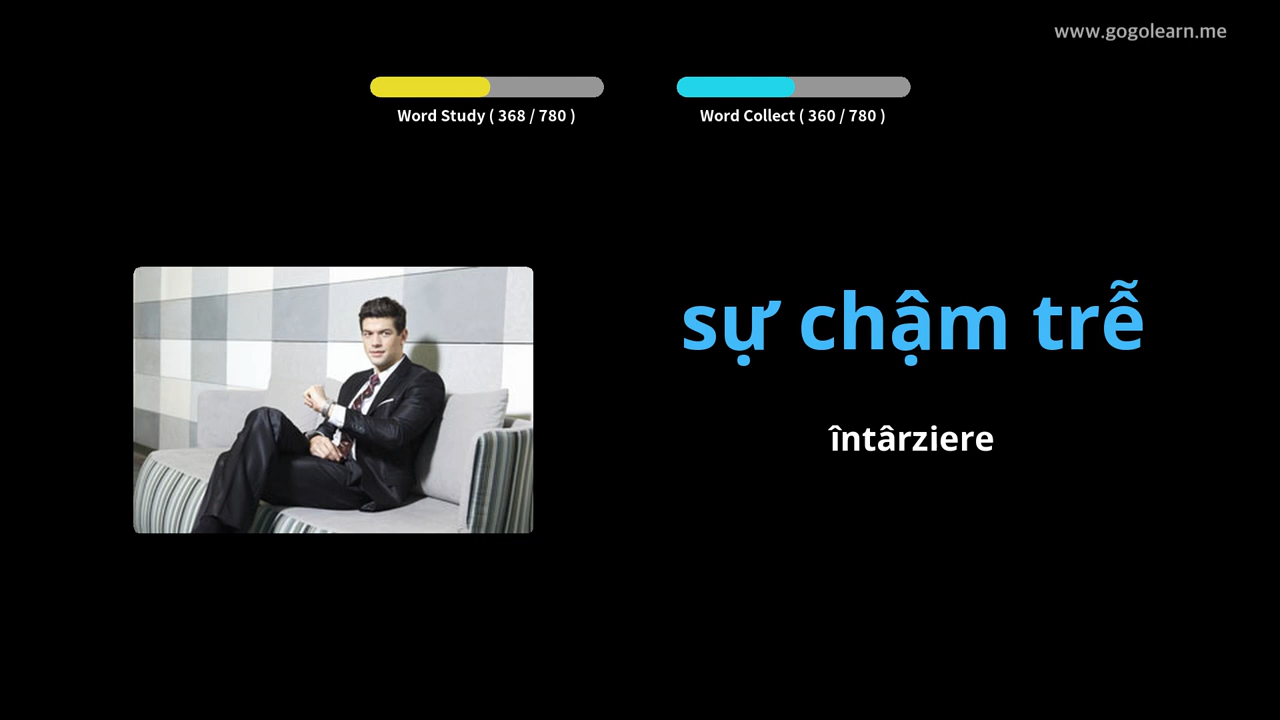 www.gogolearn.me
Word Study ( 368 / 780 )
Word Collect ( 360 / 780 )
sự chậm trễ
întârziere